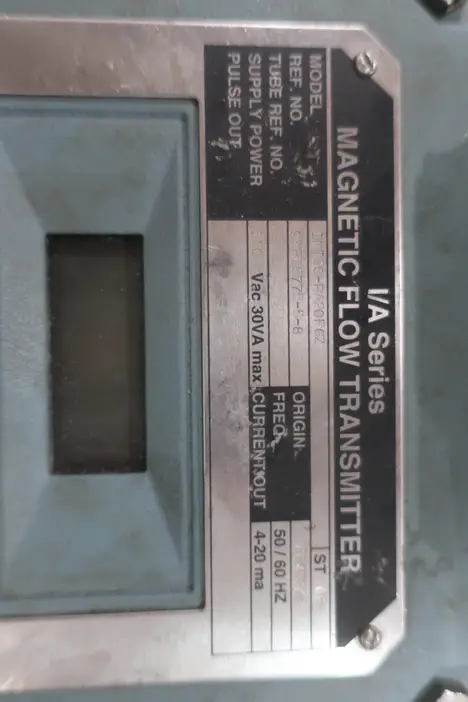 I/A Series
MAGNETIC FLOW TRANSMITTER
MODEL ST
REF. NO. ORIGIN
TUBE REF. NO. FREQ. 50 / 60 HZ
SUPPLY POWER Vac 30VA max CURRENT OUT 4-20 ma
PULSE OUT